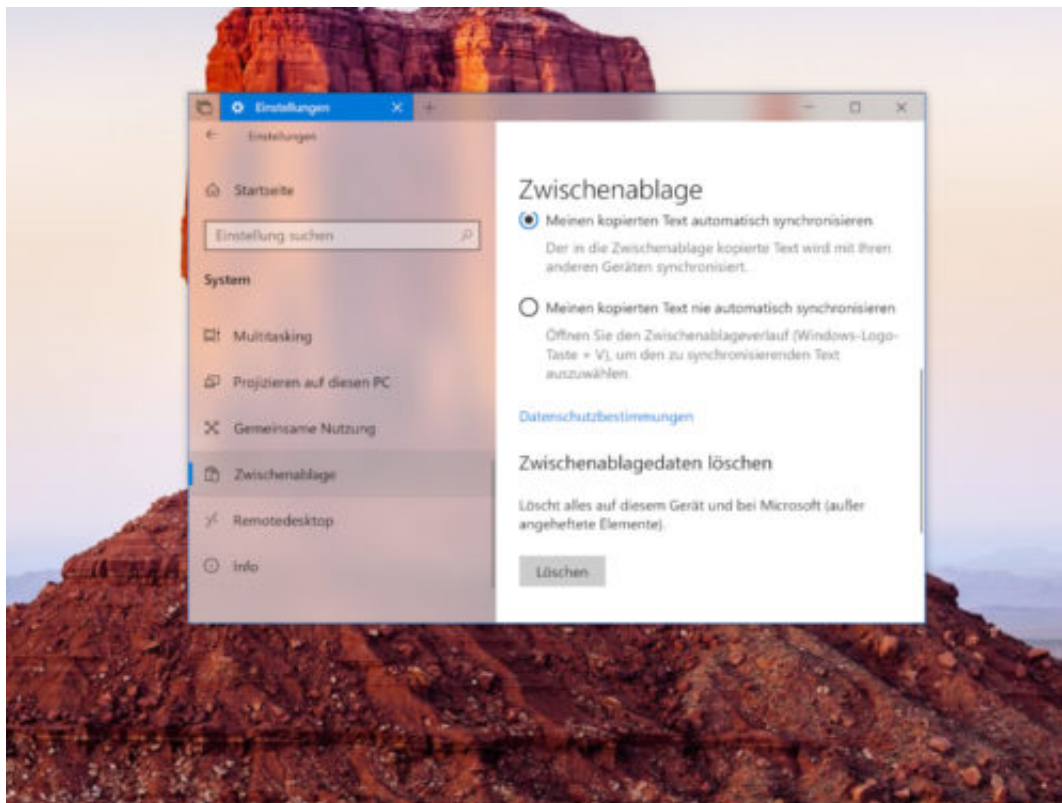 Einstellungen
Einstellungen
Startseite
Einstellung suchen
System
Multitasking
Projizieren auf diesen PC
Gemeinsame Nutzung
Zwischenablage
Remotedesktop
Info
Zwischenablage
Meinen kopierten Text automatisch synchronisieren
Der in die Zwischenablage kopierte Text wird mit Ihren
anderen Geräten synchronisiert.
Meinen kopierten Text nie automatisch synchronisieren
Öffnen Sie den Zwischenablageverlauf (Windows-Logo-
Taste + V), um den zu synchronisierenden Text
auszuwählen.
Datenschutzbestimmungen
Zwischenablagedaten löschen
Löscht alles auf diesem Gerät und bei Microsoft (außer
angeheftete Elemente).
Löschen